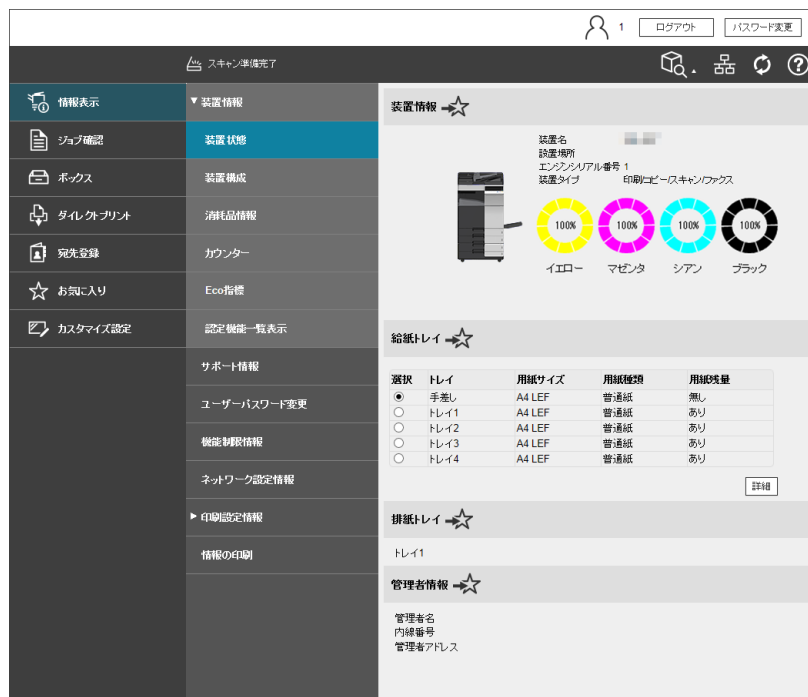 1 ログアウト パスワード変更
スキャン準備完了
情報表示
ジョブ確認
ボックス
ダイレクトプリント
宛先登録
お気に入り
カスタマイズ設定
▼装置情報
装置状態
装置構成
消耗品情報
カウンター
Eco指標
認定機能一覧表示
サポート情報
ユーザーパスワード変更
機能制限情報
ネットワーク設定情報
▶印刷設定情報
情報の印刷
装置情報
装置名
設置場所
エンジンシリアル番号 1
装置タイプ 印刷/コピー/スキャン/ファクス
100% 100% 100% 100%
イエロー マゼンタ シアン ブラック
給紙トレイ
選択 トレイ 用紙サイズ 用紙種類 用紙残量
手差し A4 LEF 普通紙 無し
トレイ1 A4 LEF 普通紙 あり
トレイ2 A4 LEF 普通紙 あり
トレイ3 A4 LEF 普通紙 あり
トレイ4 A4 LEF 普通紙 あり
詳細
排紙トレイ
トレイ1
管理者情報
管理者名
内線番号
管理者アドレス